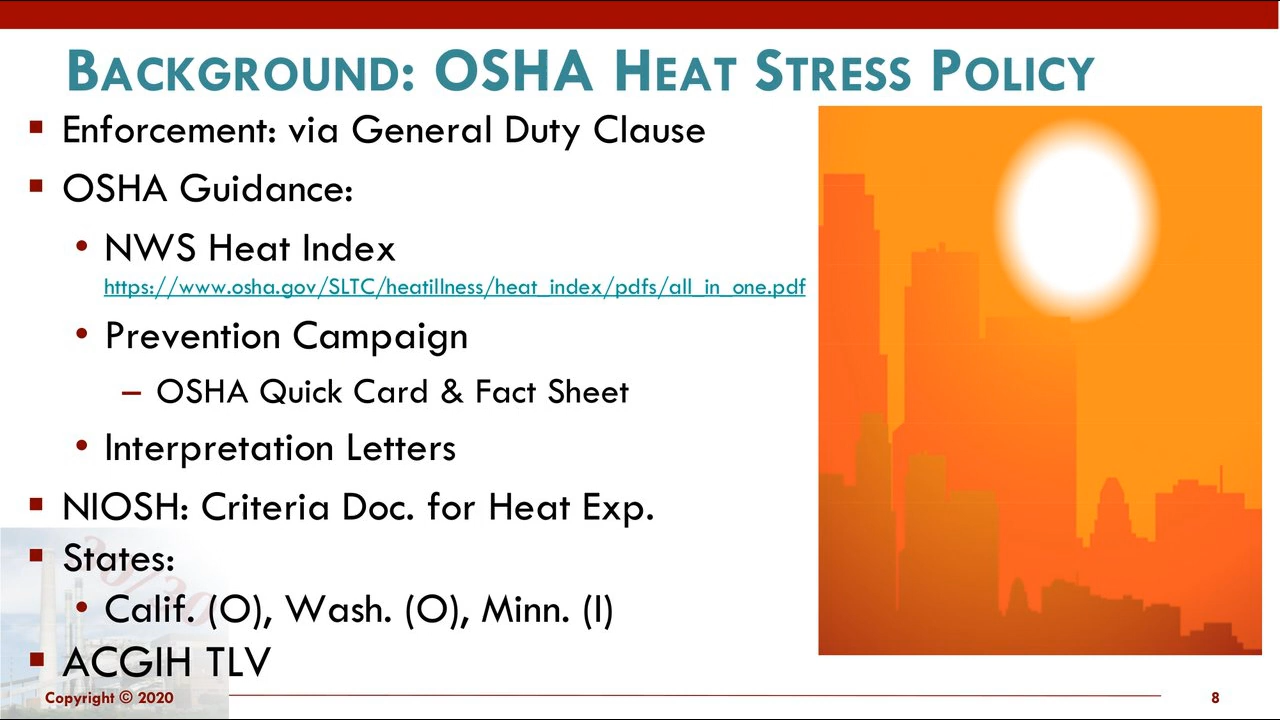 BACKGROUND: OSHA HEAT STRESS POLICY
▪ Enforcement: via General Duty Clause
▪ OSHA Guidance:
• NWS Heat Index
https://www.osha.gov/SLTC/heatillness/heat_index/pdfs/all_in_one.pdf
• Prevention Campaign
– OSHA Quick Card & Fact Sheet
• Interpretation Letters
▪ NIOSH: Criteria Doc. for Heat Exp.
▪ States:
• Calif. (O), Wash. (O), Minn. (I)
▪ ACGIH TLV
Copyright © 2020
8